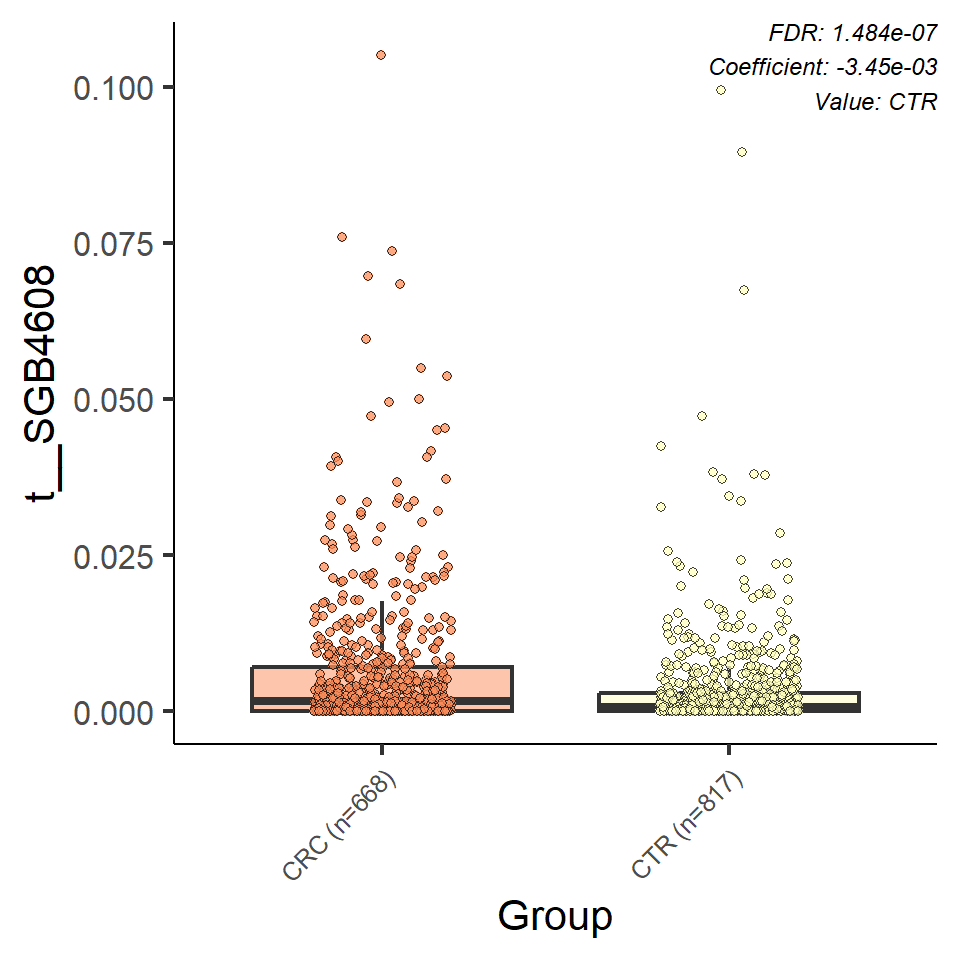 FDR: 1.484e-07
Coefficient: -3.45e-03
Value: CTR
0.100
0.075
0.050
0.025
0.000
t__SGB4608
CRC (n=668)
CTR (n=817)
Group